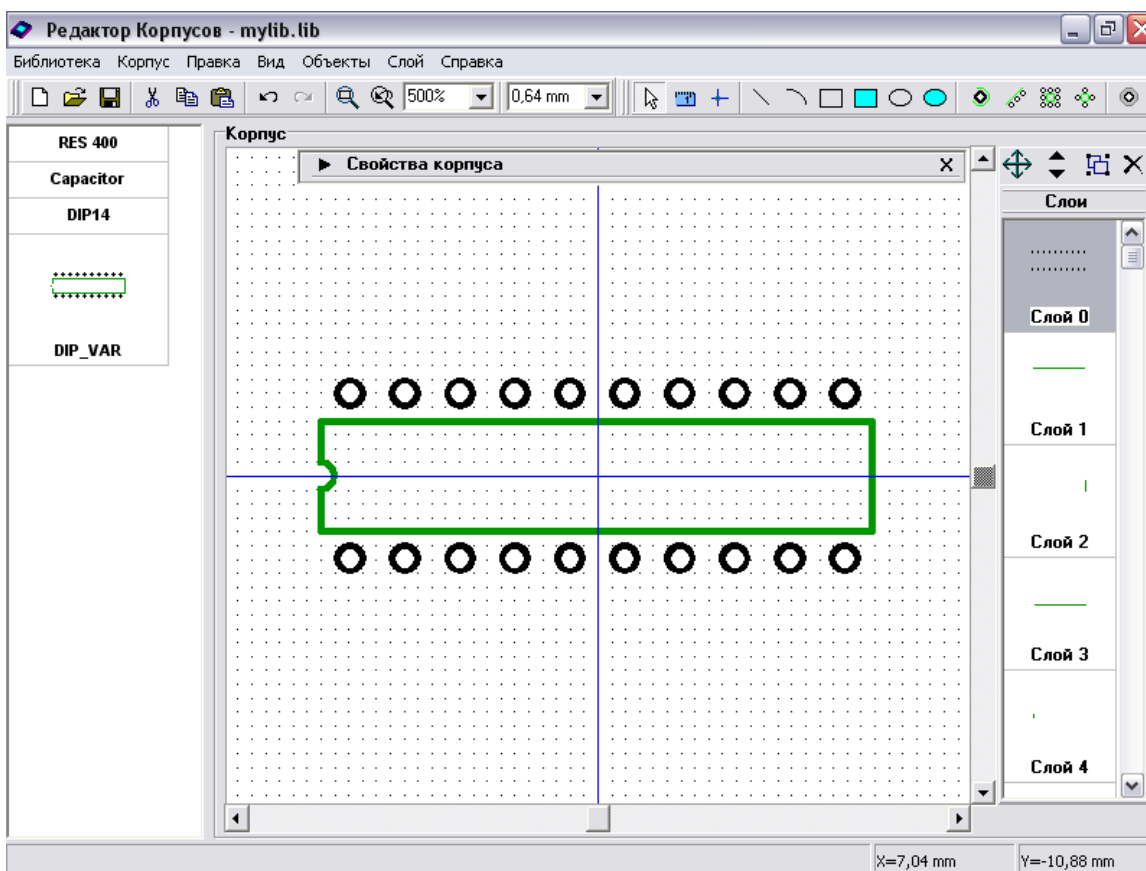 Редактор Корпусов - mylib.lib
Библиотека Корпус Правка Вид Объекты Слой Справка
500% 0,64 mm
RES 400
Capacitor
DIP14
DIP_VAR
Корпус
Свойства корпуса
Слои
Слой 0
Слой 1
Слой 2
Слой 3
Слой 4
X=7,04 mm Y=-10,88 mm